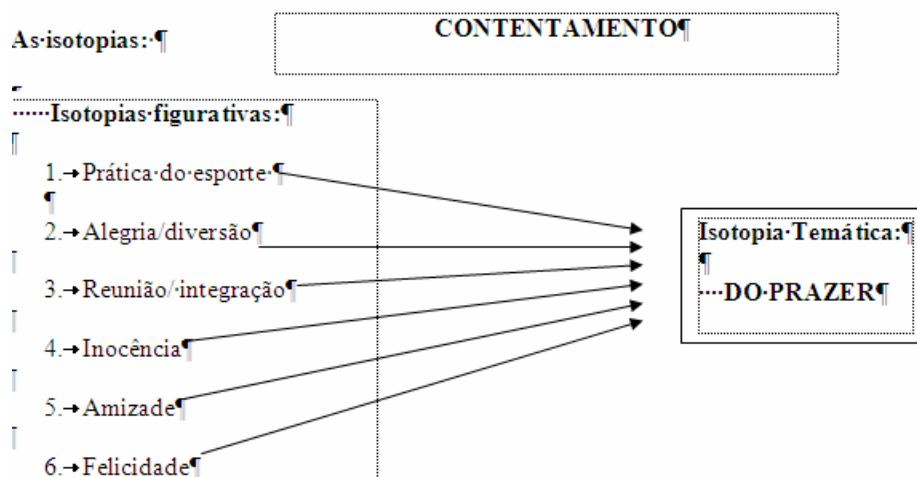 CONTENTAMENTO¶
As·isotopias:·¶
¶
······Isotopias·figurativas:¶
¶
1.→Prática·do·esporte·¶
¶
2.→Alegria/diversão¶
¶
3.→Reunião/·integração¶
¶
4.→Inocência¶
¶
5.→Amizade¶
¶
6.→Felicidade¶
Isotopia·Temática:¶
¶
····DO·PRAZER¶